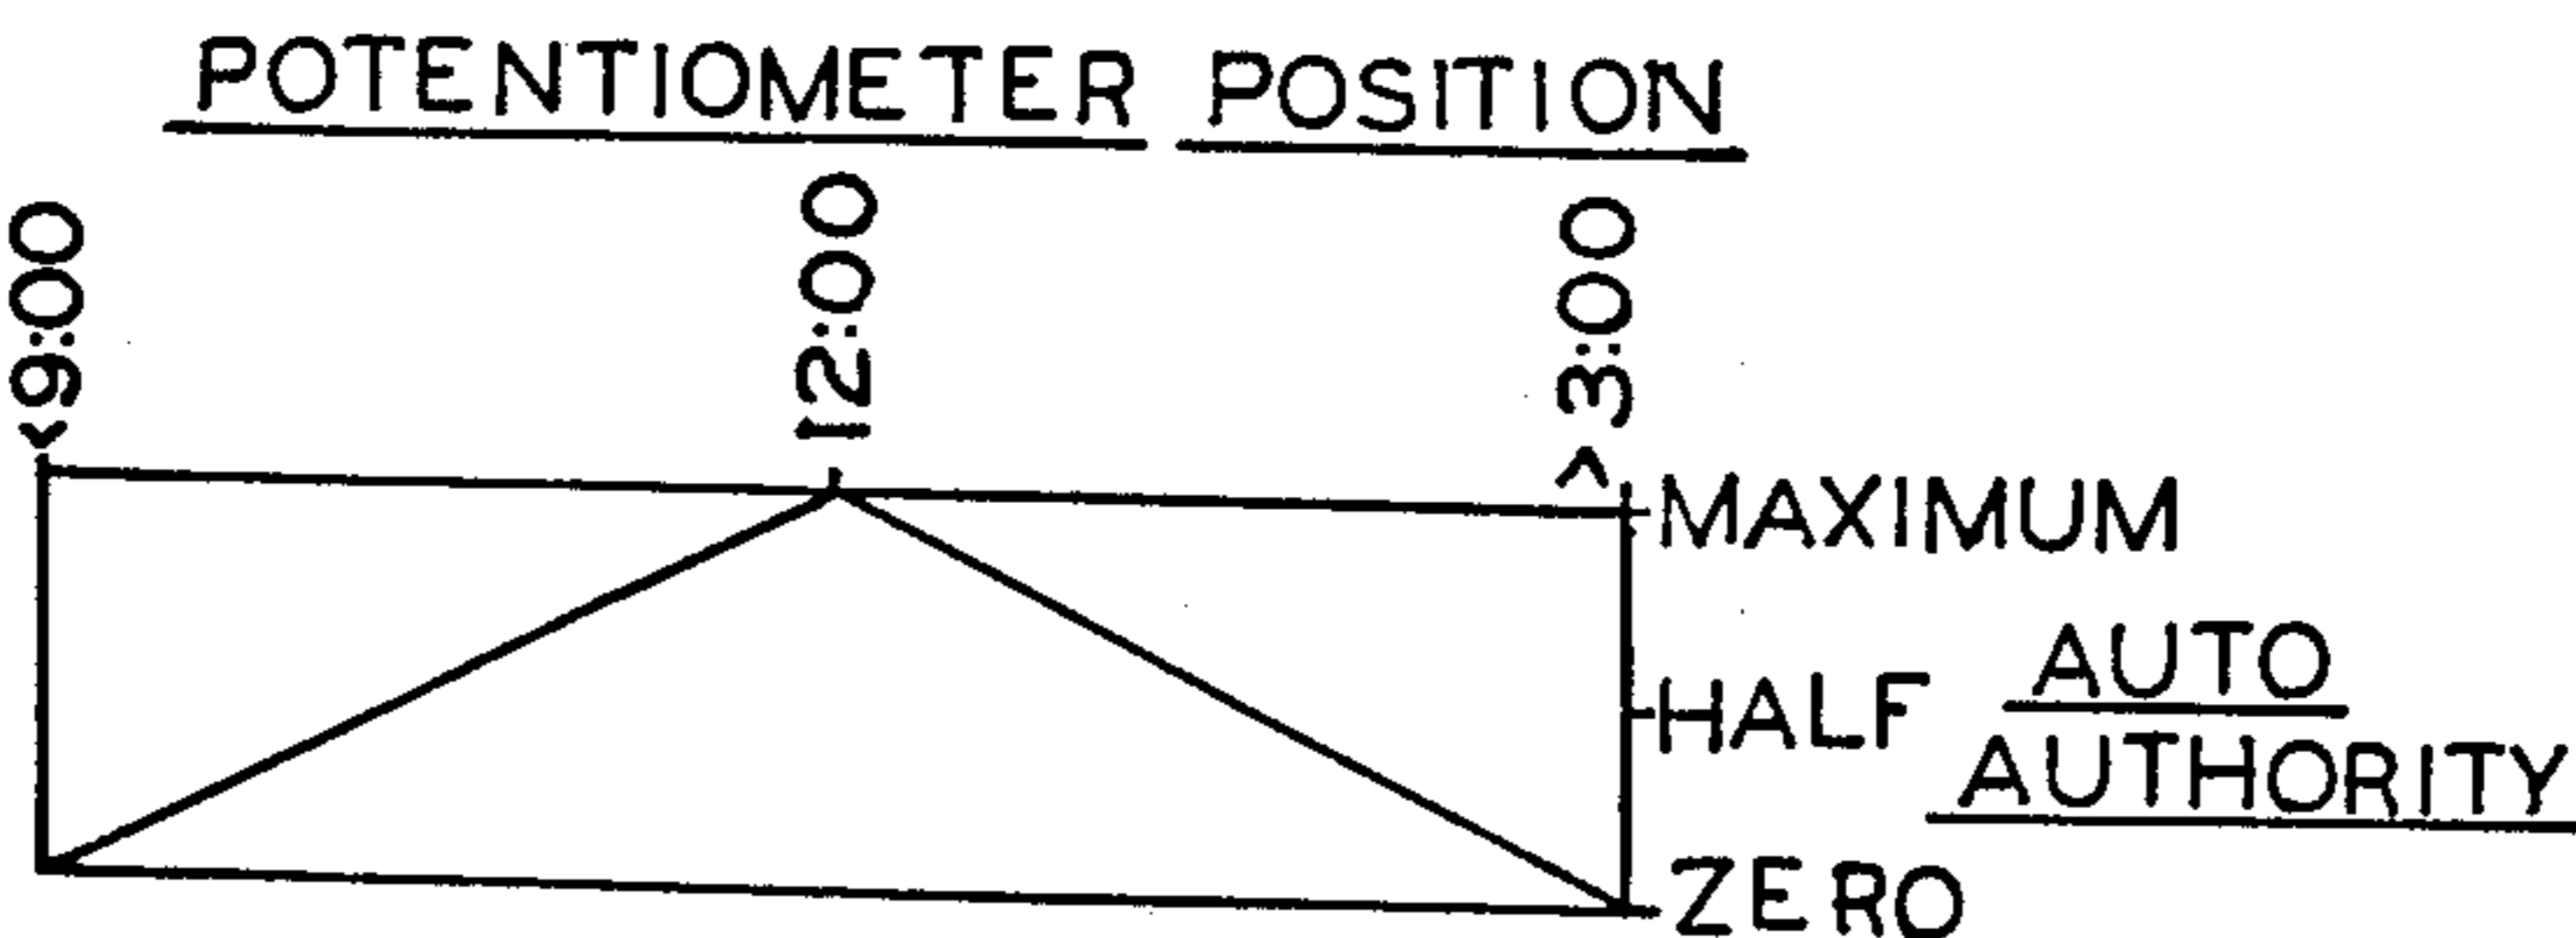 POTENTIOMETER POSITION
<9:00
12:00
>3:00
MAXIMUM
HALF
AUTO
AUTHORITY
ZERO